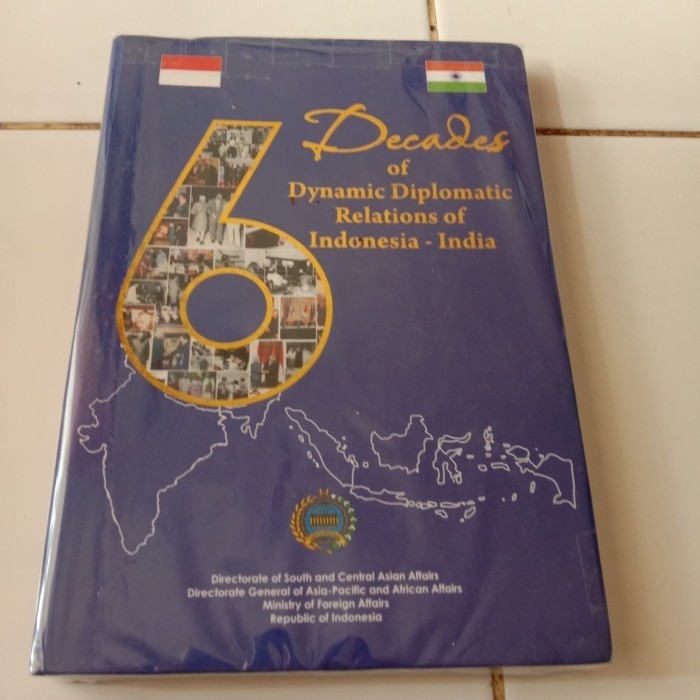 6 Decades
of
Dynamic Diplomatic
Relations of
Indonesia - India
Directorate of South and Central Asian Affairs
Directorate General of Asia-Pacific and African Affairs
Ministry of Foreign Affairs
Republic of Indonesia